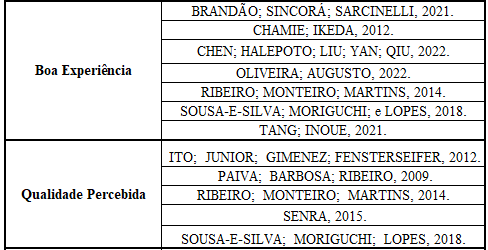 Boa Experiência
BRANDÃO; SINCORÁ; SARCINELLI, 2021.
CHAMIE; IKEDA, 2012.
CHEN; HALEPOTO; LIU; YAN; QIU, 2022.
OLIVEIRA; AUGUSTO, 2022.
RIBEIRO; MONTEIRO; MARTINS, 2014.
SOUSA-E-SILVA; MORIGUCHI; e LOPES, 2018.
TANG; INOUE, 2021.
Qualidade Percebida
ITO; JUNIOR; GIMENEZ; FENSTERSEIFER, 2012.
PAIVA; BARBOSA; RIBEIRO, 2009.
RIBEIRO; MONTEIRO; MARTINS, 2014.
SENRA, 2015.
SOUSA-E-SILVA; MORIGUCHI; LOPES, 2018.